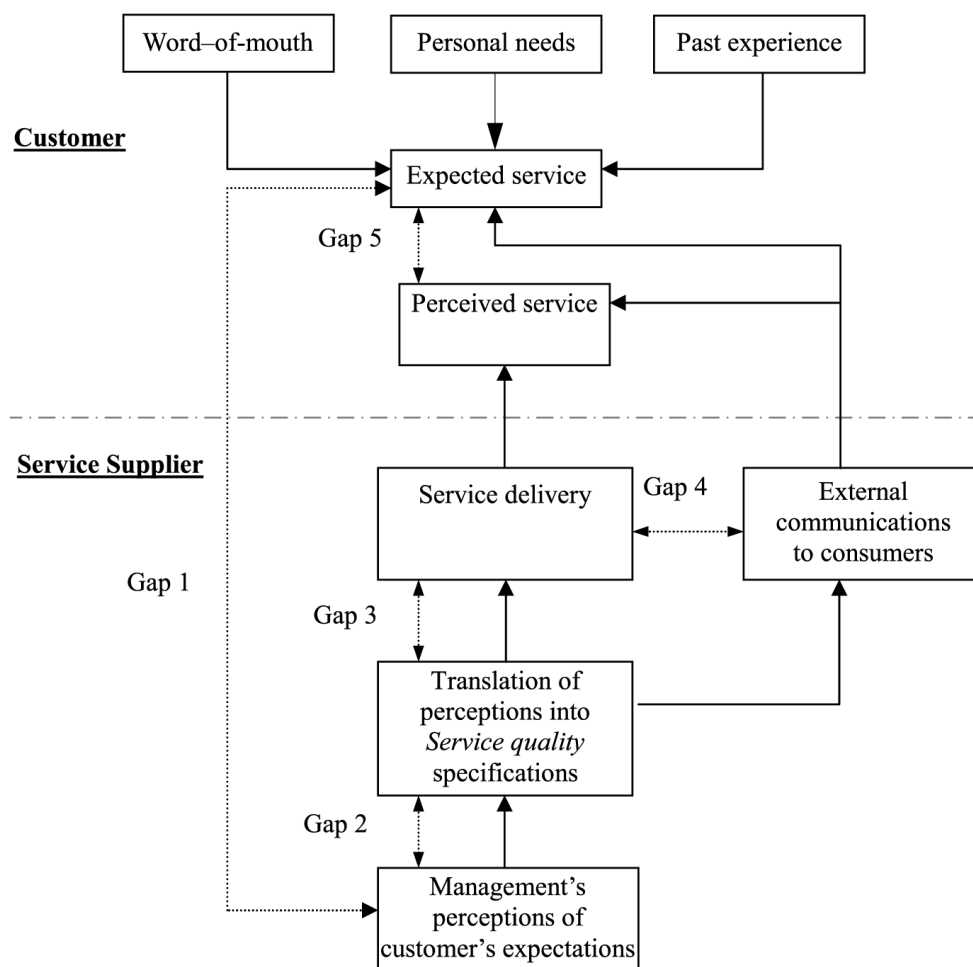 Word–of-mouth
Personal needs
Past experience
Customer
Expected service
Gap 5
Perceived service
Service Supplier
Service delivery
Gap 4
External
communications
to consumers
Gap 1
Gap 3
Translation of
perceptions into
Service quality
specifications
Gap 2
Management’s
perceptions of
customer’s expectations